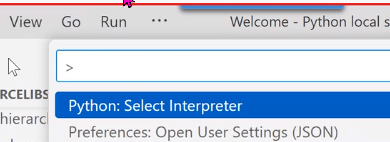 View Go Run ··· Welcome - Python local s
>
RCELIBS
Python: Select Interpreter
hierarc
Preferences: Open User Settings (JSON)